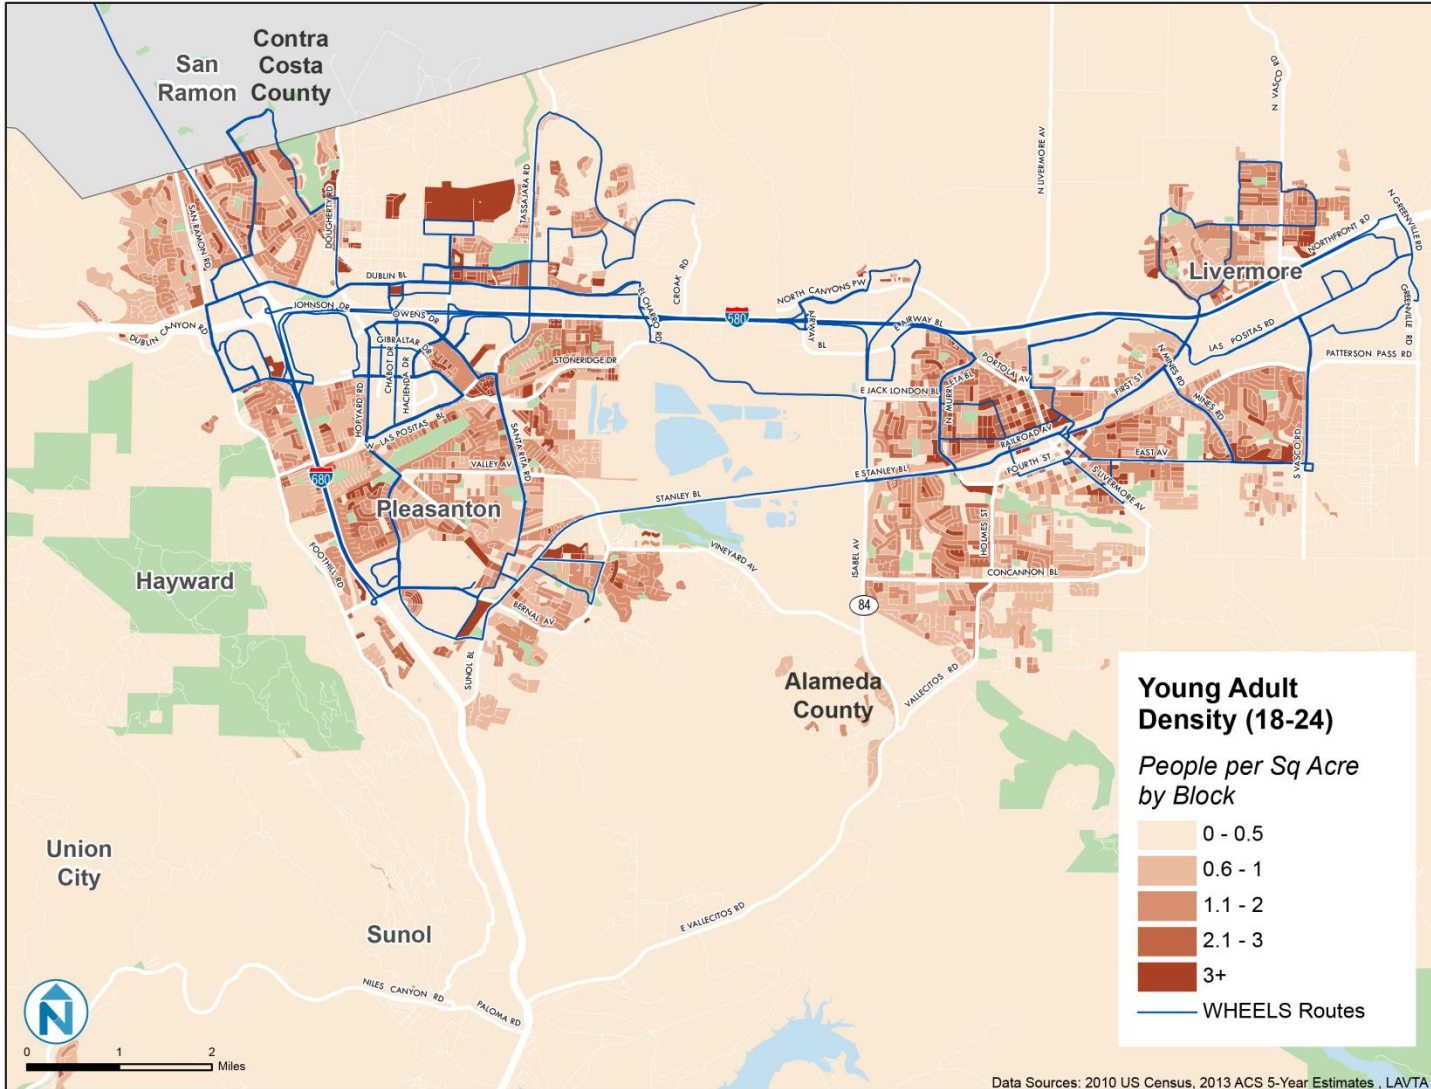 San
Ramon
Contra
Costa
County
N VASCO RD
N LIVERMORE AV
TASSAJARA RD
DOUGHERTY RD
SAN RAMON RD
N GREENVILLE RD
NORTHFRONT RD
Livermore
DUBLIN BL
CROAK RD
NORTH CANYONS PW
JOHNSON DR
EL CHARRO RD
GREENVILLE RD
OWENS DR
580
AIRWAY BL
E AIRWAY BL
LAS POSITAS RD
DUBLIN CANYON RD
GIBRALTAR DR
STONERIDGE DR
PORTOLA AV
N MINES RD
PATTERSON PASS RD
CHABOT DR
HACIENDA DR
HOPYARD RD
E JACK LONDON BL
N MURRIETA BL
FIRST ST
MINES RD
W LAS POSITAS BL
SANTA RITA RD
RAILROAD AV
VALLEY AV
680
E STANLEY BL
FOURTH ST
EAST AV
S VASCO RD
STANLEY BL
S LIVERMORE AV
Pleasanton
HOLMES ST
ISABEL AV
VINEYARD AV
FOOTHILL RD
Hayward
CONCANNON BL
84
BERNAL AV
SUNOL BL
VALLECITOS RD
Alameda
County
Young Adult
Density (18-24)
People per Sq Acre
by Block
0 - 0.5
0.6 - 1
1.1 - 2
2.1 - 3
3+
WHEELS Routes
Union
City
Sunol
E VALLECITOS RD
NILES CANYON RD
PALOMA RD
N
0 1 2
Miles
Data Sources: 2010 US Census, 2013 ACS 5-Year Estimates , LAVTA